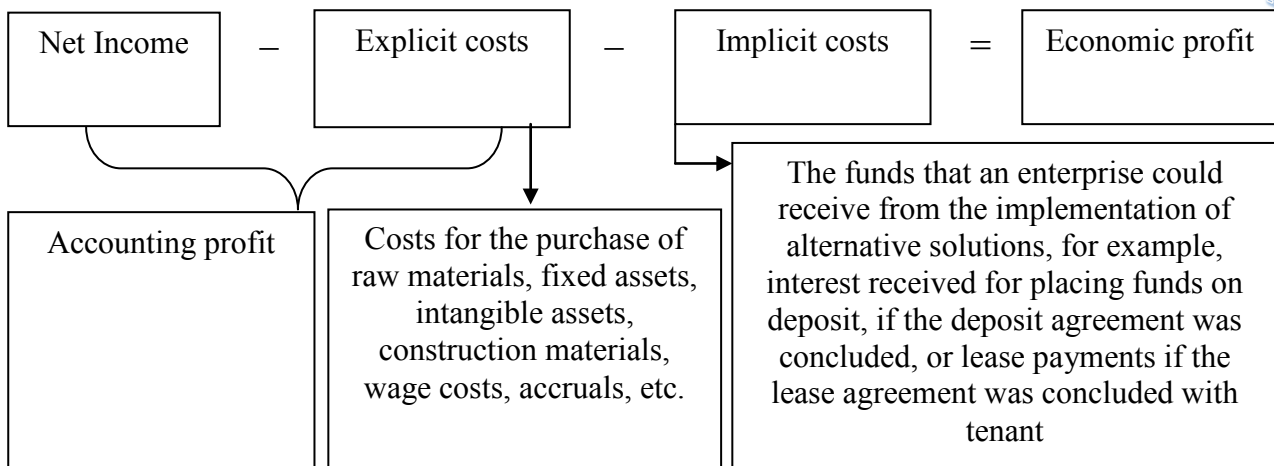 Net Income – Explicit costs – Implicit costs = Economic profit
Accounting profit
Costs for the purchase of
raw materials, fixed assets,
intangible assets,
construction materials,
wage costs, accruals, etc.
The funds that an enterprise could
receive from the implementation of
alternative solutions, for example,
interest received for placing funds on
deposit, if the deposit agreement was
concluded, or lease payments if the
lease agreement was concluded with
tenant